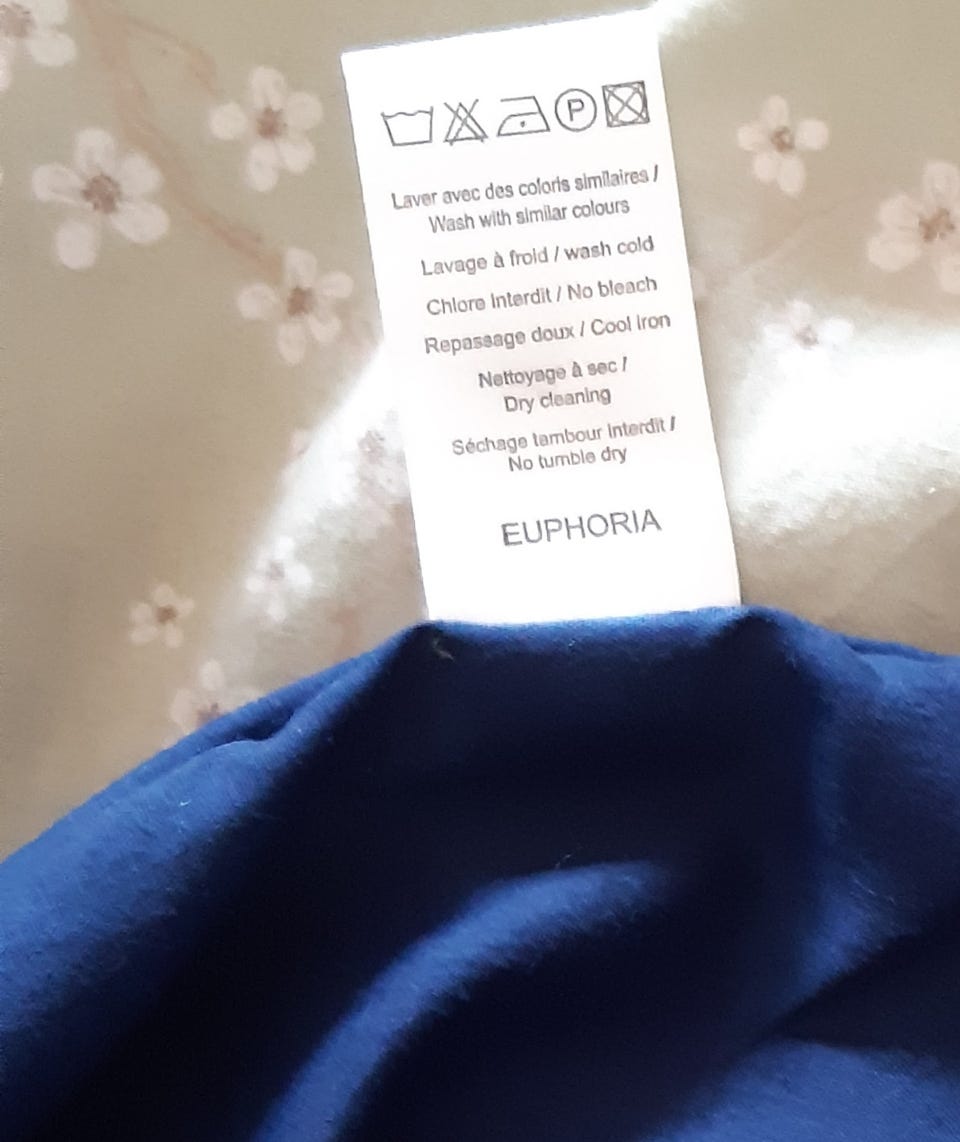 P
Laver avec des coloris similaires /
Wash with similar colours
Lavage à froid / wash cold
Chlore Interdit / No bleach
Repassage doux / Cool iron
Nettoyage à sec /
Dry cleaning
Séchage tambour interdit /
No tumble dry
EUPHORIA